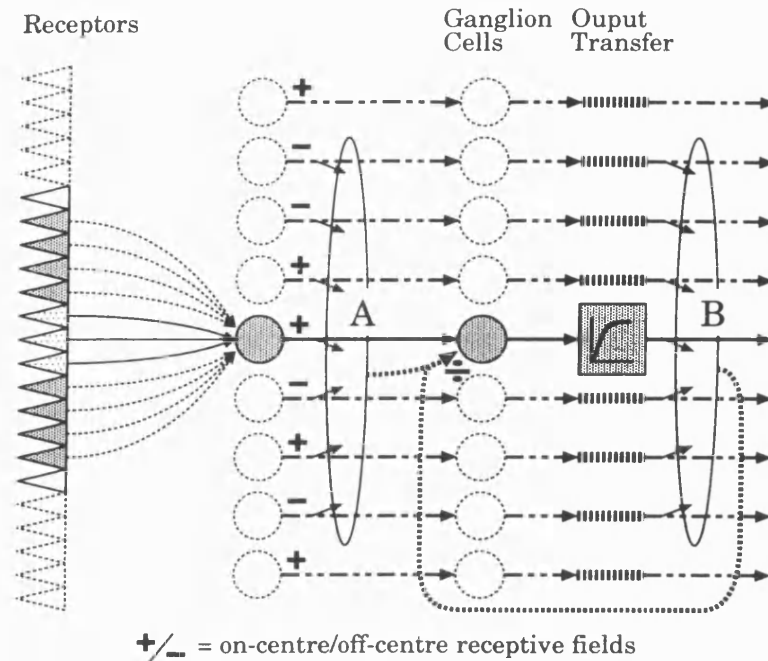 Receptors
Ganglion Cells
Ouput Transfer
+
−
−
+
+
A
B
÷
−
+
−
+
+/− = on-centre/off-centre receptive fields